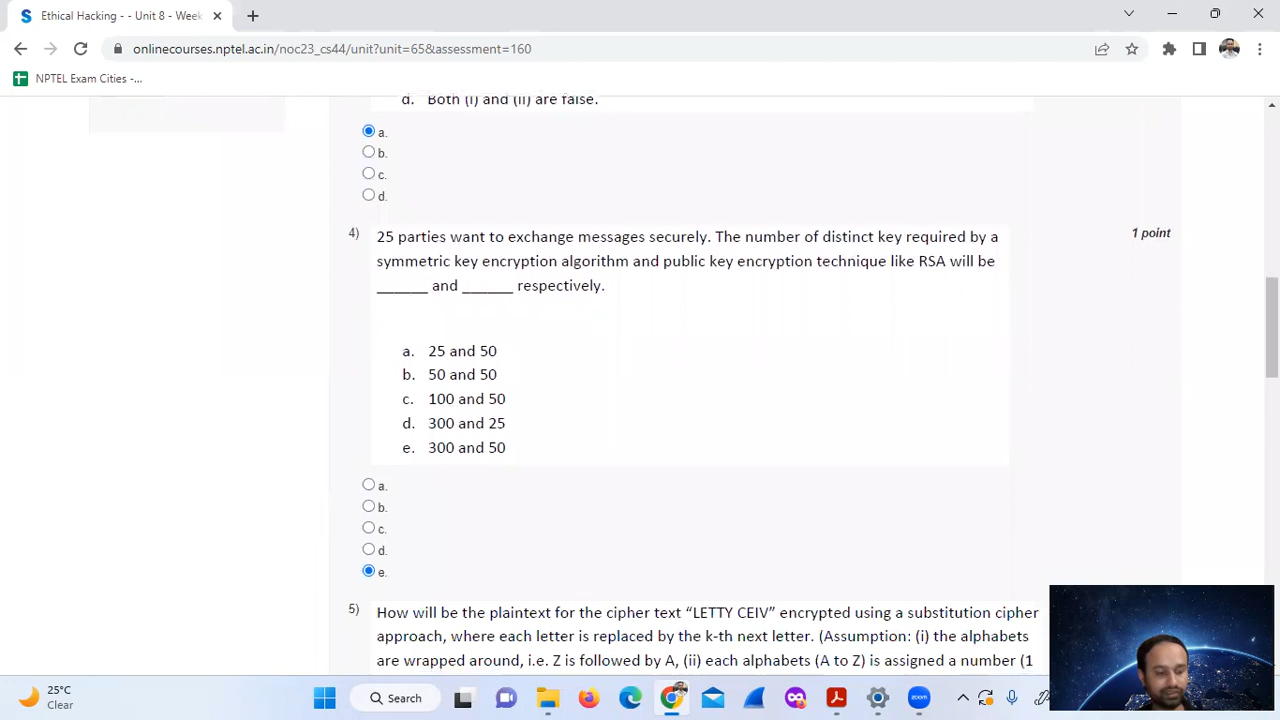 Ethical Hacking - - Unit 8 - Week
onlinecourses.nptel.ac.in/noc23_cs44/unit?unit=65&assessment=160
NPTEL Exam Cities -...
d. Both (i) and (ii) are false.
a.
b.
c.
d.
4) 25 parties want to exchange messages securely. The number of distinct key required by a 1 point
symmetric key encryption algorithm and public key encryption technique like RSA will be
______ and ______ respectively.
a. 25 and 50
b. 50 and 50
c. 100 and 50
d. 300 and 25
e. 300 and 50
a.
b.
c.
d.
e.
5) How will be the plaintext for the cipher text “LETTY CEIV” encrypted using a substitution cipher
approach, where each letter is replaced by the k-th next letter. (Assumption: (i) the alphabets
are wrapped around, i.e. Z is followed by A, (ii) each alphabets (A to Z) is assigned a number (1
25°C
Clear
Search
zoom